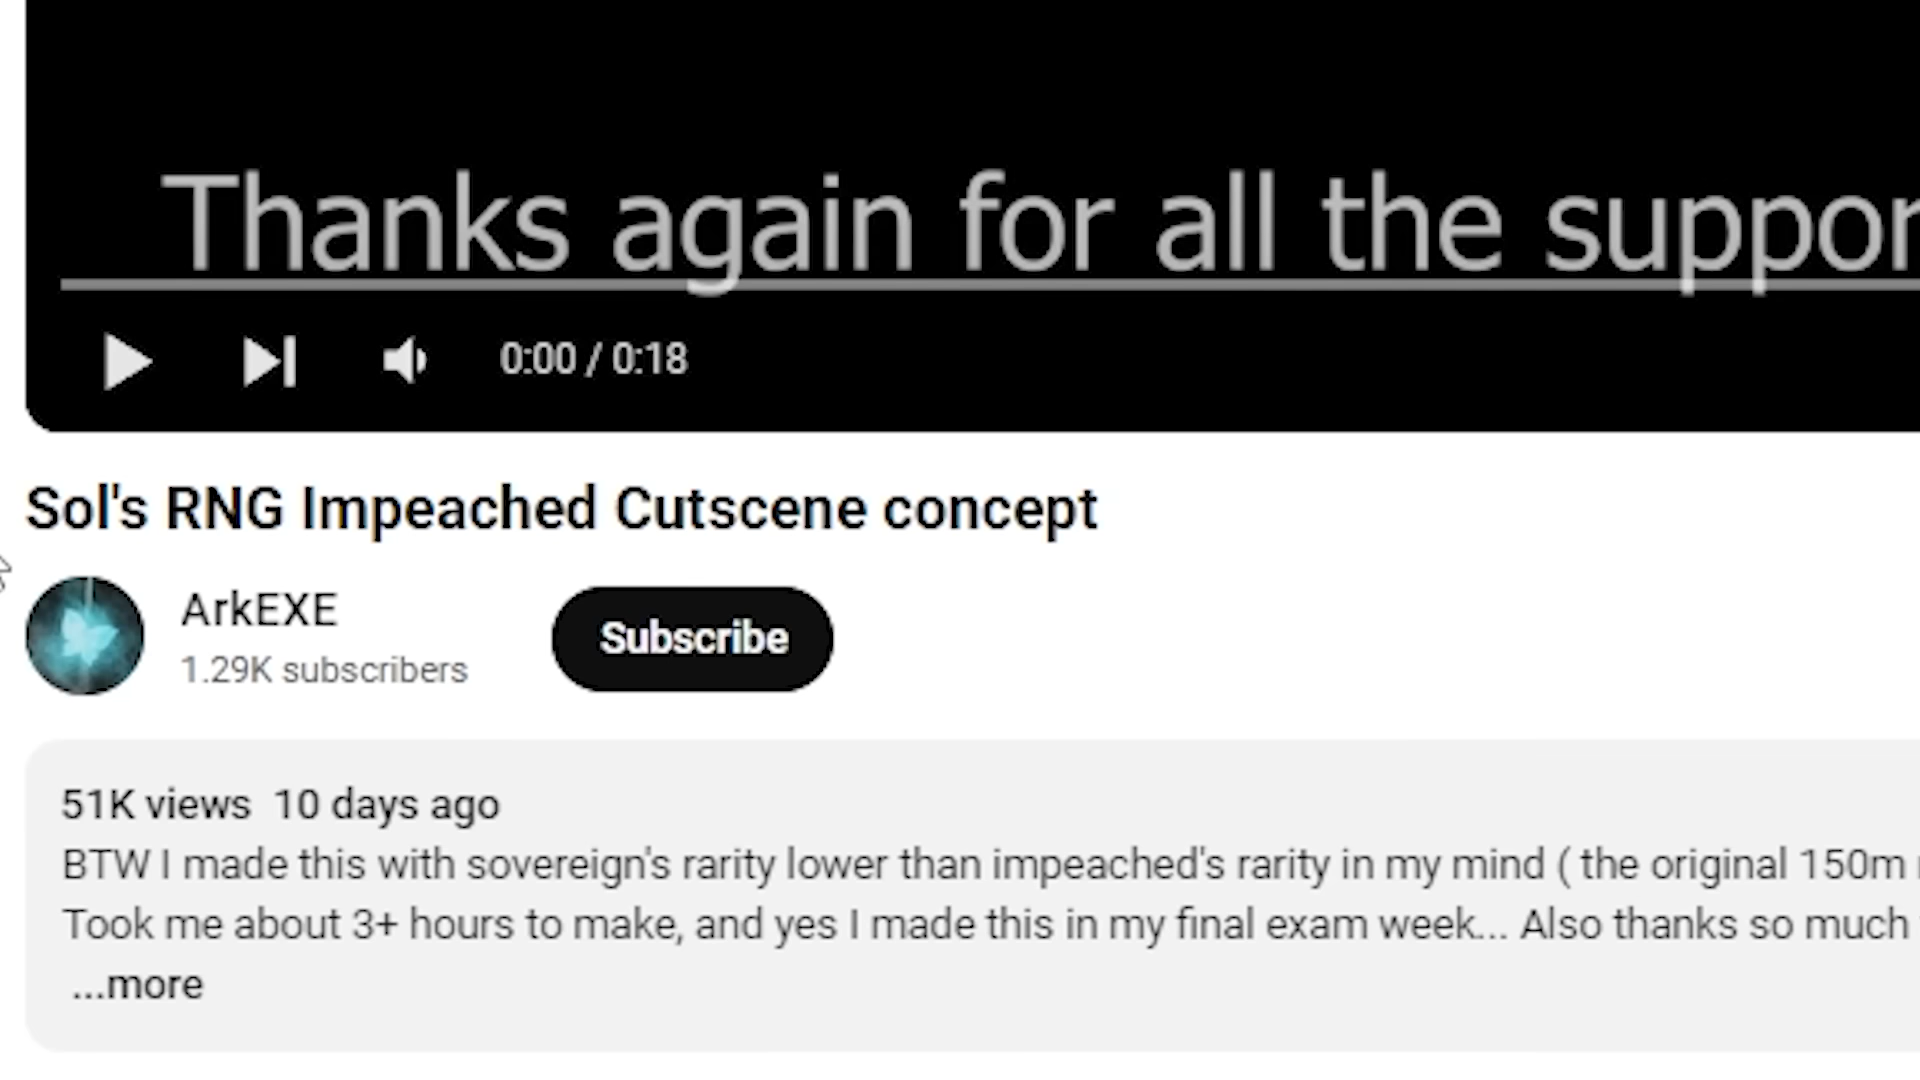 Thanks again for all the suppor
0:00 / 0:18
Sol's RNG Impeached Cutscene concept
ArkEXE
1.29K subscribers
Subscribe
51K views 10 days ago
BTW I made this with sovereign's rarity lower than impeached's rarity in my mind ( the original 150m
Took me about 3+ hours to make, and yes I made this in my final exam week... Also thanks so much
...more